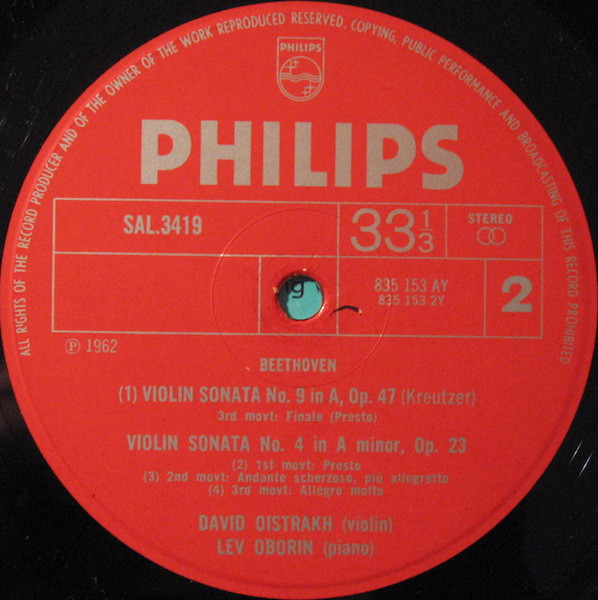 ALL RIGHTS OF THE RECORD PRODUCER AND OF THE OWNER OF THE WORK REPRODUCED RESERVED. COPYING, PUBLIC PERFORMANCE AND BROADCASTING OF THIS RECORD PROHIBITED
PHILIPS
PHILIPS
SAL.3419
33 1/3
STEREO
835 153 AY
835 153 2Y
2
Ⓟ 1962
BEETHOVEN
(1) VIOLIN SONATA No. 9 in A, Op. 47 (Kreutzer)
3rd movt: Finale (Presto)
VIOLIN SONATA No. 4 in A minor, Op. 23
(2) 1st movt: Presto
(3) 2nd movt: Andante scherzoso, più allegretto
(4) 3rd movt: Allegro molto
DAVID OISTRAKH (violin)
LEV OBORIN (piano)